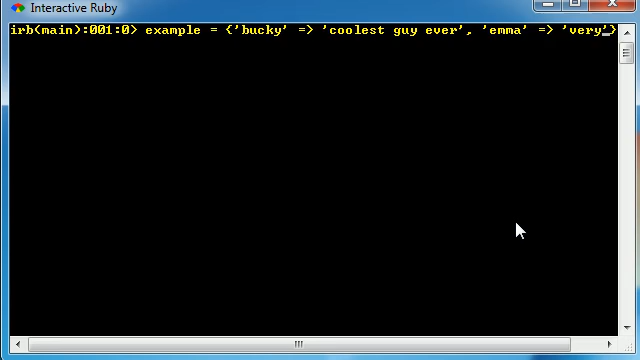 Interactive Ruby
irb(main):001:0> example = {'bucky' => 'coolest guy ever', 'emma' => 'very'}